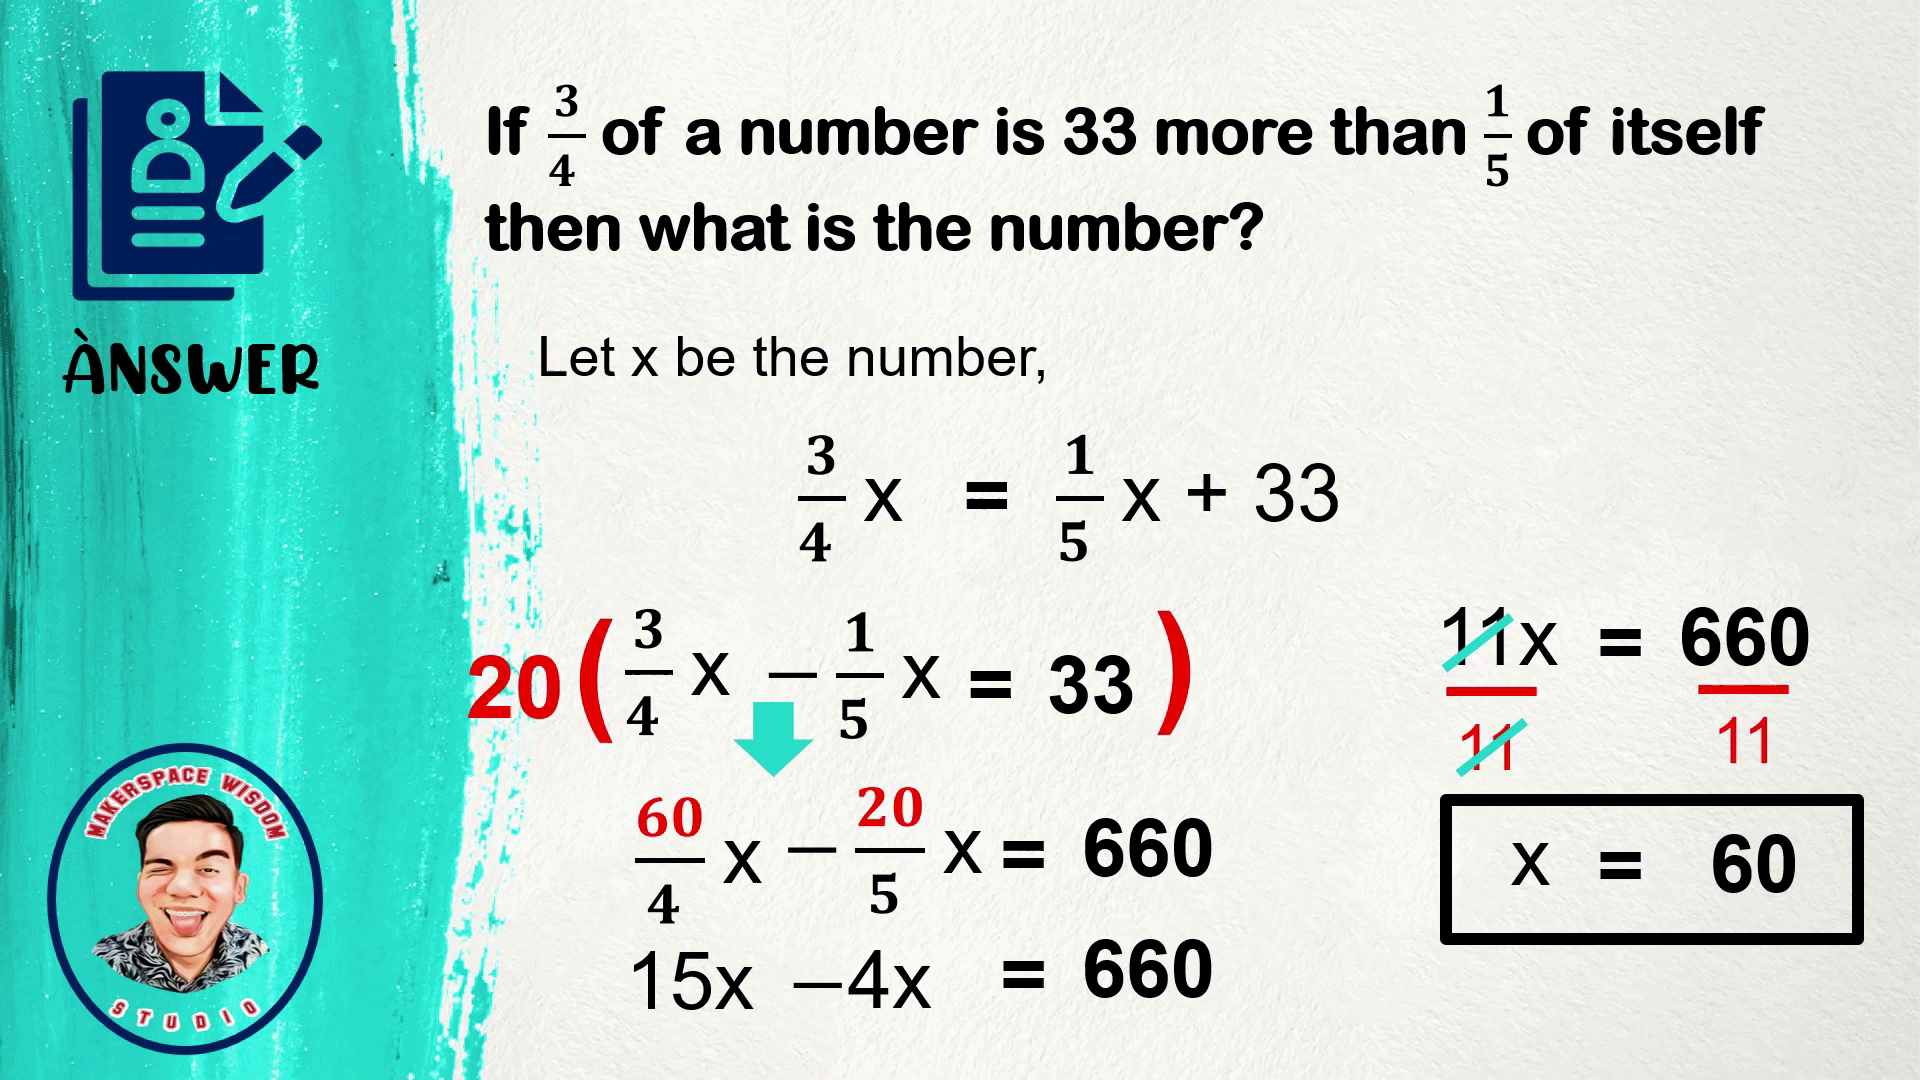 If 3/4 of a number is 33 more than 1/5 of itself
then what is the number?
ÀNSWER
Let x be the number,
3/4 x = 1/5 x + 33
20 ( 3/4 x – 1/5 x = 33 )
60/4 x – 20/5 x = 660
15x –4x = 660
11x = 660
11 11
x = 60
MAKERSPACE WISDOM
STUDIO